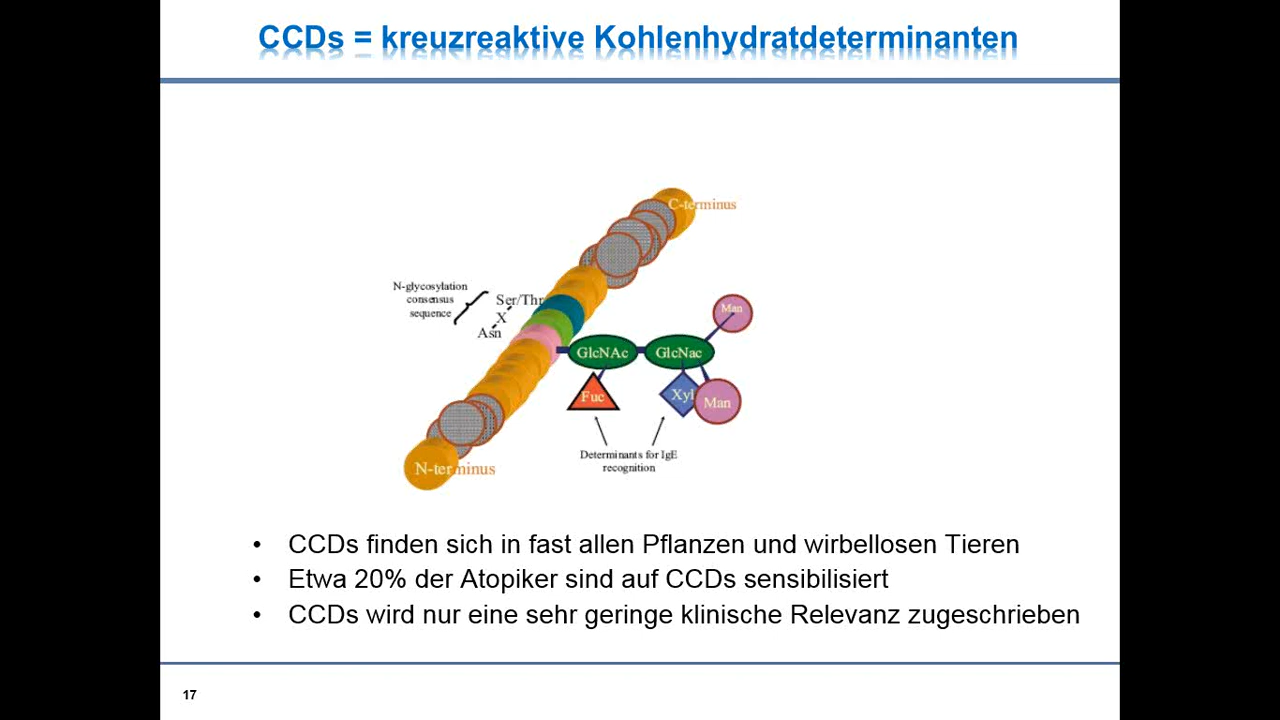 CCDs = kreuzreaktive Kohlenhydratdeterminanten
C-terminus
N-glycosylation
consensus
sequence
Ser/Thr
X
Asn
Man
GlcNAc
GlcNac
Fuc
Xyl
Man
Determinants for IgE
recognition
N-terminus
• CCDs finden sich in fast allen Pflanzen und wirbellosen Tieren
• Etwa 20% der Atopiker sind auf CCDs sensibilisiert
• CCDs wird nur eine sehr geringe klinische Relevanz zugeschrieben
17